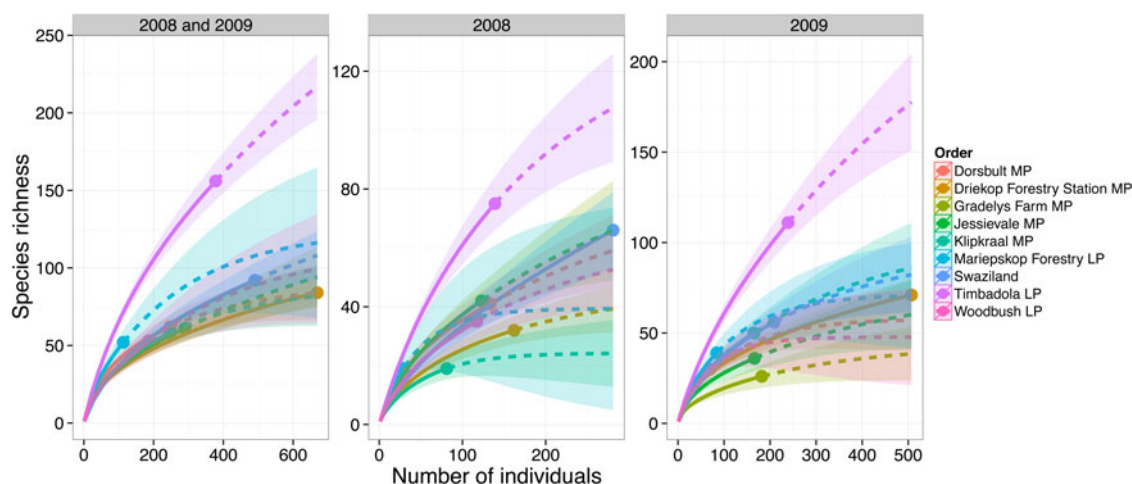 2008 and 2009
2008
2009
Species richness
250
200
150
100
50
0
120
80
40
0
200
150
100
50
0
0 200 400 600
0 100 200
0 100 200 300 400 500
Number of individuals
Order
Dorsbult MP
Driekop Forestry Station MP
Gradelys Farm MP
Jessievale MP
Klipkraal MP
Mariepskop Forestry LP
Swaziland
Timbadola LP
Woodbush LP